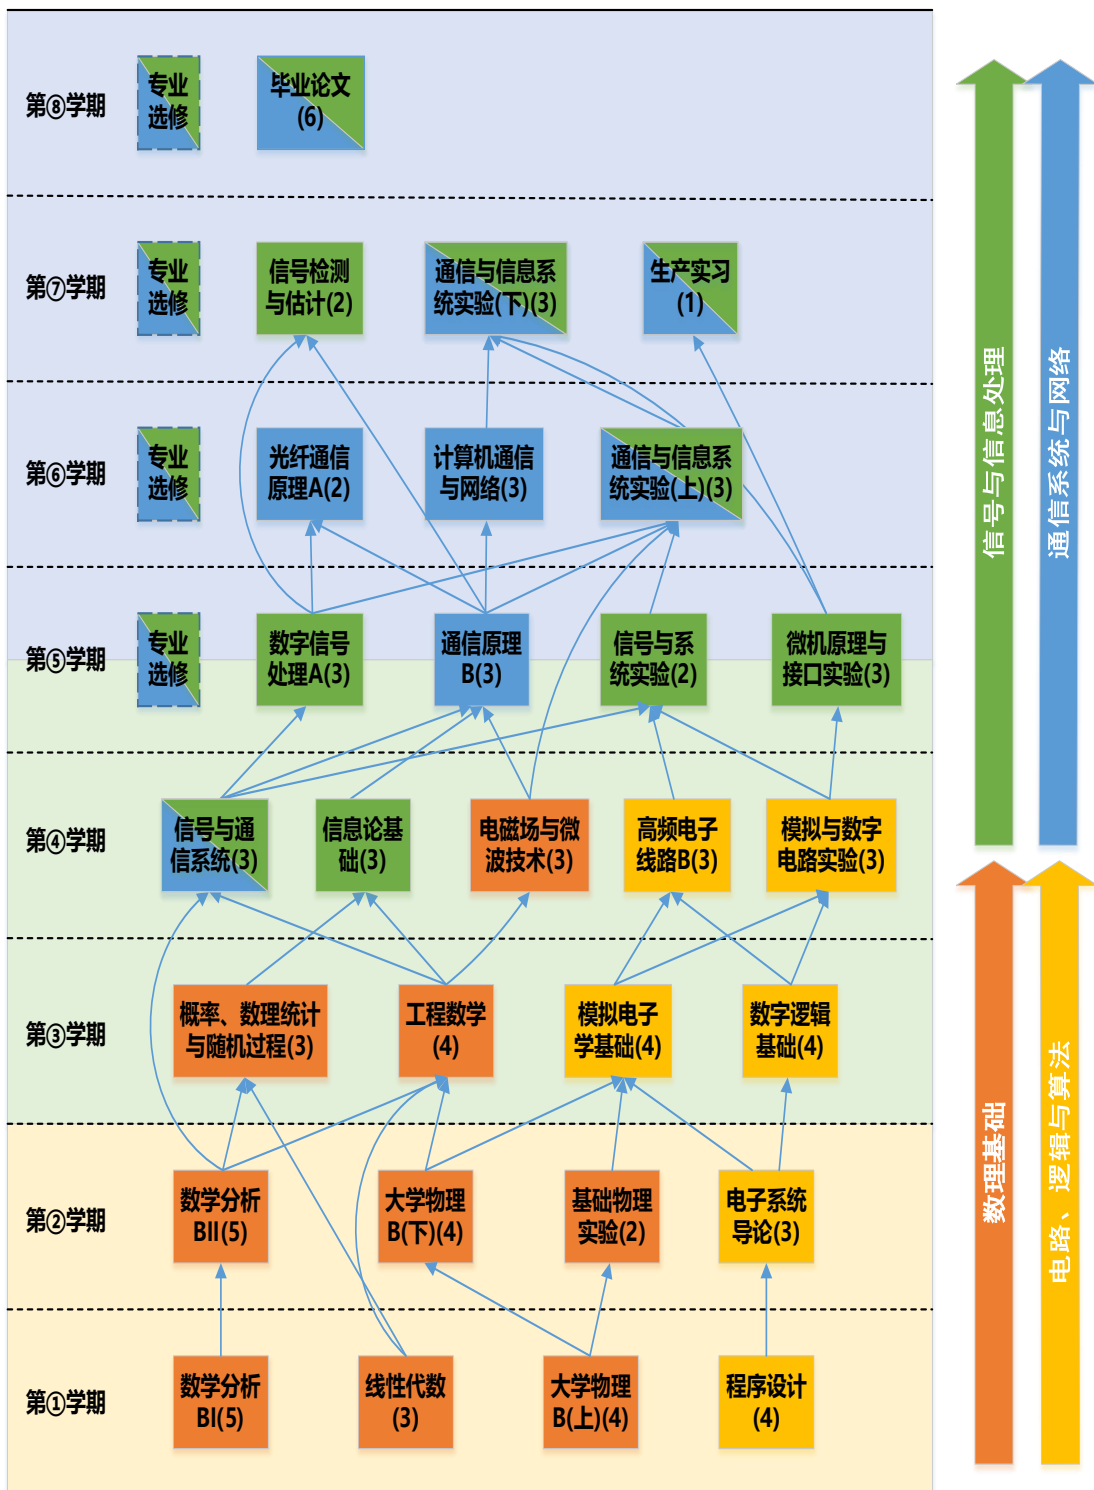 第⑧学期
专业
选修
毕业论文
(6)
第⑦学期
专业
选修
信号检测
与估计(2)
通信与信息系
统实验(下)(3)
生产实习
(1)
第⑥学期
专业
选修
光纤通信
原理A(2)
计算机通信
与网络(3)
通信与信息系
统实验(上)(3)
第⑤学期
专业
选修
数字信号
处理A(3)
通信原理
B(3)
信号与系
统实验(2)
微机原理与
接口实验(3)
第④学期
信号与通
信系统(3)
信息论基
础(3)
电磁场与微
波技术(3)
高频电子
线路B(3)
模拟与数字
电路实验(3)
第③学期
概率、数理统计
与随机过程(3)
工程数学
(4)
模拟电子
学基础(4)
数字逻辑
基础(4)
第②学期
数学分析
BII(5)
大学物理
B(下)(4)
基础物理
实验(2)
电子系统
导论(3)
第①学期
数学分析
BI(5)
线性代数
(3)
大学物理
B(上)(4)
程序设计
(4)
信号与信息处理
通信系统与网络
数理基础
电路、逻辑与算法